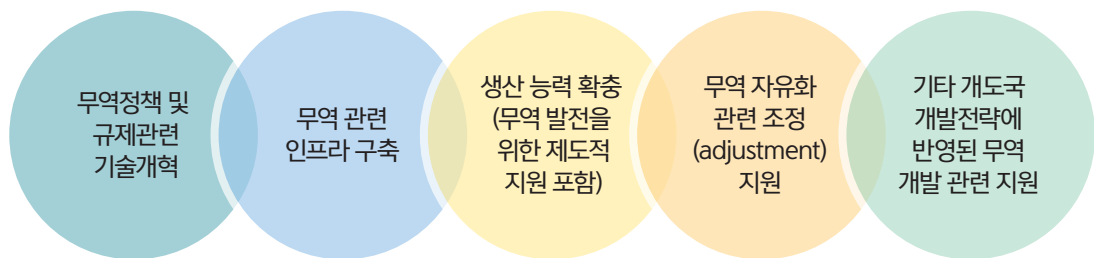 무역정책 및
규제관련
기술개혁
무역 관련
인프라 구축
생산 능력 확충
(무역 발전을
위한 제도적
지원 포함)
무역 자유화
관련 조정
(adjustment)
지원
기타 개도국
개발전략에
반영된 무역
개발 관련 지원